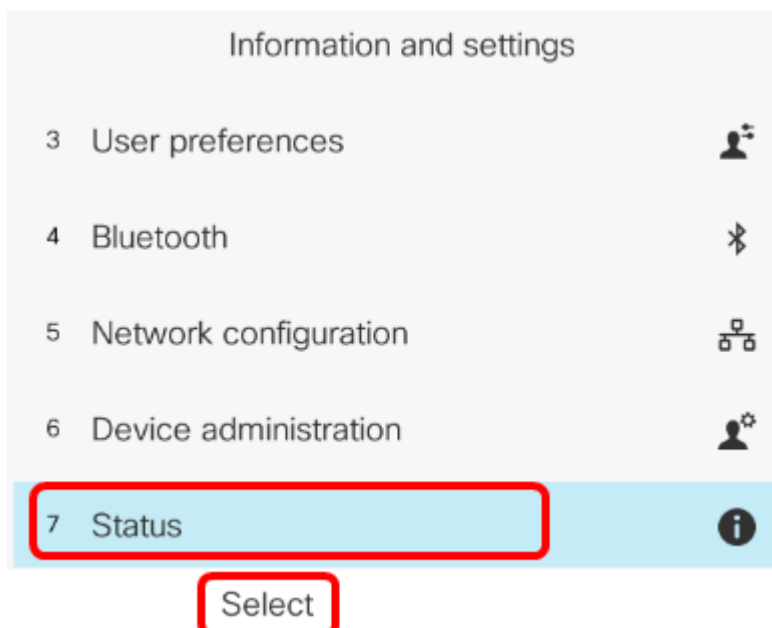 Information and settings
3 User preferences
4 Bluetooth
5 Network configuration
6 Device administration
7 Status
Select